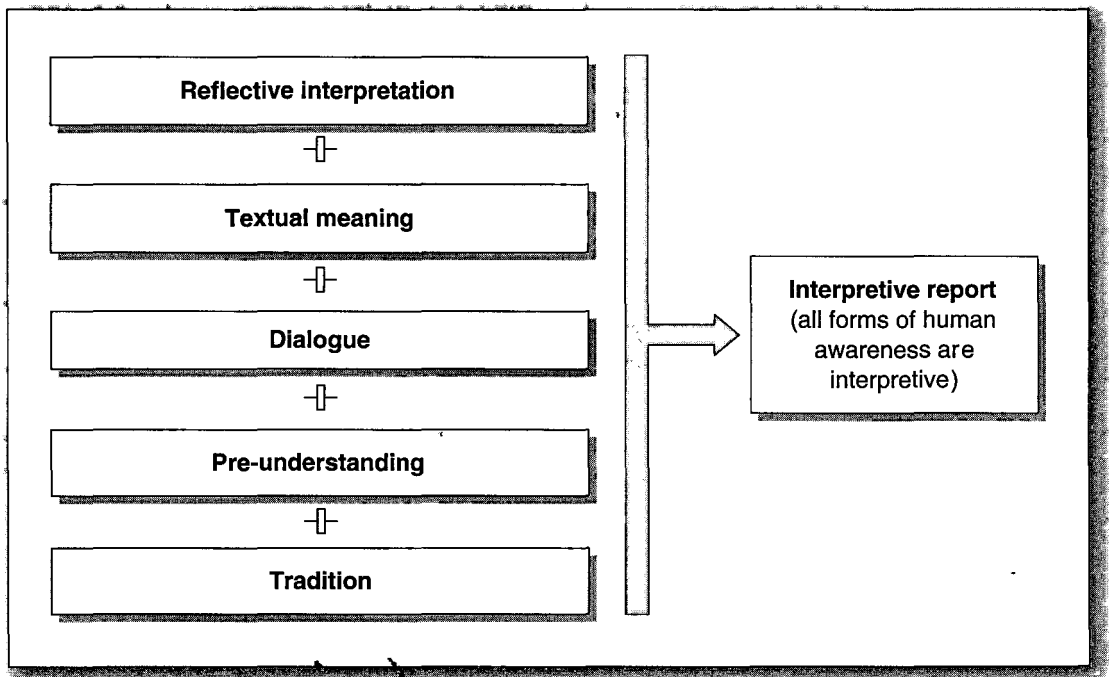 Reflective interpretation
Textual meaning
Dialogue
Pre-understanding
Tradition
Interpretive report
(all forms of human
awareness are
interpretive)